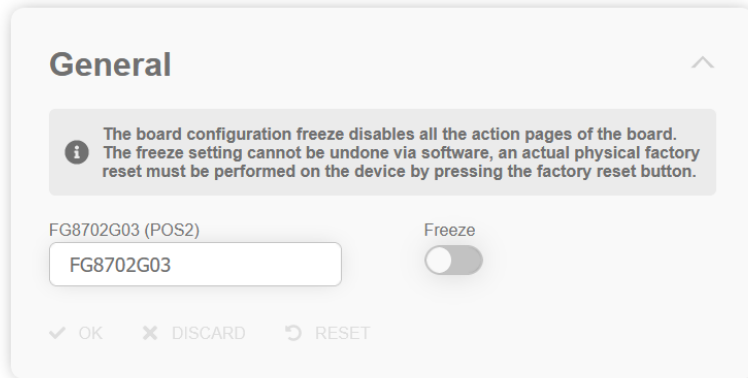 General
The board configuration freeze disables all the action pages of the board.
The freeze setting cannot be undone via software, an actual physical factory
reset must be performed on the device by pressing the factory reset button.
FG8702G03 (POS2)
Freeze
FG8702G03
OK DISCARD RESET